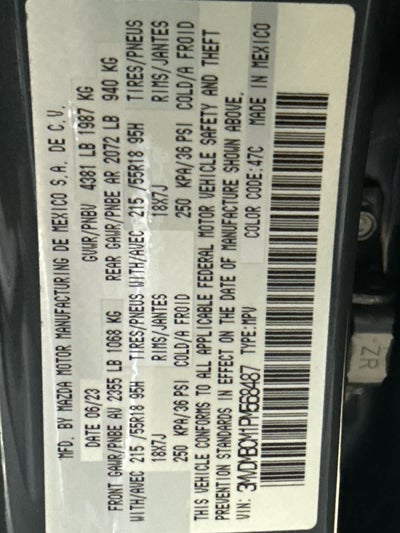 MFD. BY MAZDA MOTOR MANUFACTURING DE MEXICO S.A. DE C.V.
DATE 06/23 GVWR/PNBV 4381 LB 1987 KG
FRONT GAWR/PNBE AU 2355 LB 1068 KG REAR GAWR/PNBE AR 2072 LB 940 KG
WITH/AVEC 215 /55R18 95H TIRES/PNEUS WITH/AVEC 215 /55R18 95H TIRES/PNEUS
18X7J RIMS/JANTES 18X7J RIMS/JANTES
250 KPA/36 PSI COLD/A FROID 250 KPA/36 PSI COLD/A FROID
THIS VEHICLE CONFORMS TO ALL APPLICABLE FEDERAL MOTOR VEHICLE SAFETY AND THEFT
PREVENTION STANDARDS IN EFFECT ON THE DATE OF MANUFACTURE SHOWN ABOVE.
VIN: 3MVDMBCM1PM568487 TYPE:MPV COLOR CODE:47C MADE IN MEXICO
ZR